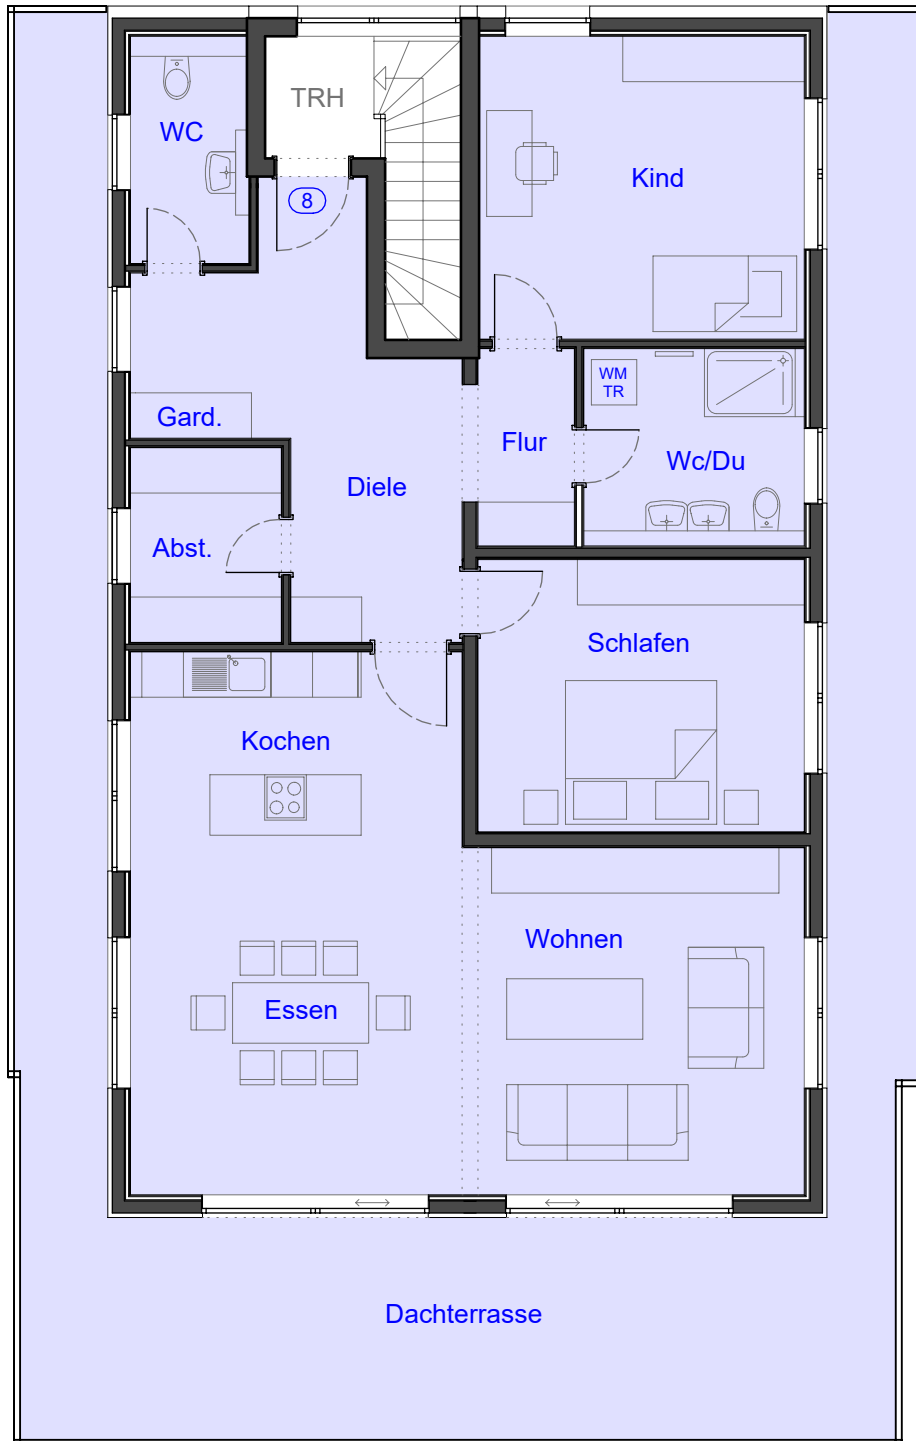 TRH
WC
Kind
8
WM
TR
Gard.
Flur
Wc/Du
Diele
Abst.
Schlafen
Kochen
Wohnen
Essen
Dachterrasse